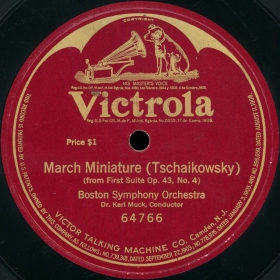 HIS MASTER'S VOICE
Victrola
Price $1
March Miniature (Tschaikowsky)
(from First Suite Op. 43, No. 4)
Boston Symphony Orchestra
Dr. Karl Muck, Conductor
64766
VICTOR TALKING MACHINE CO. Camden, N.J.